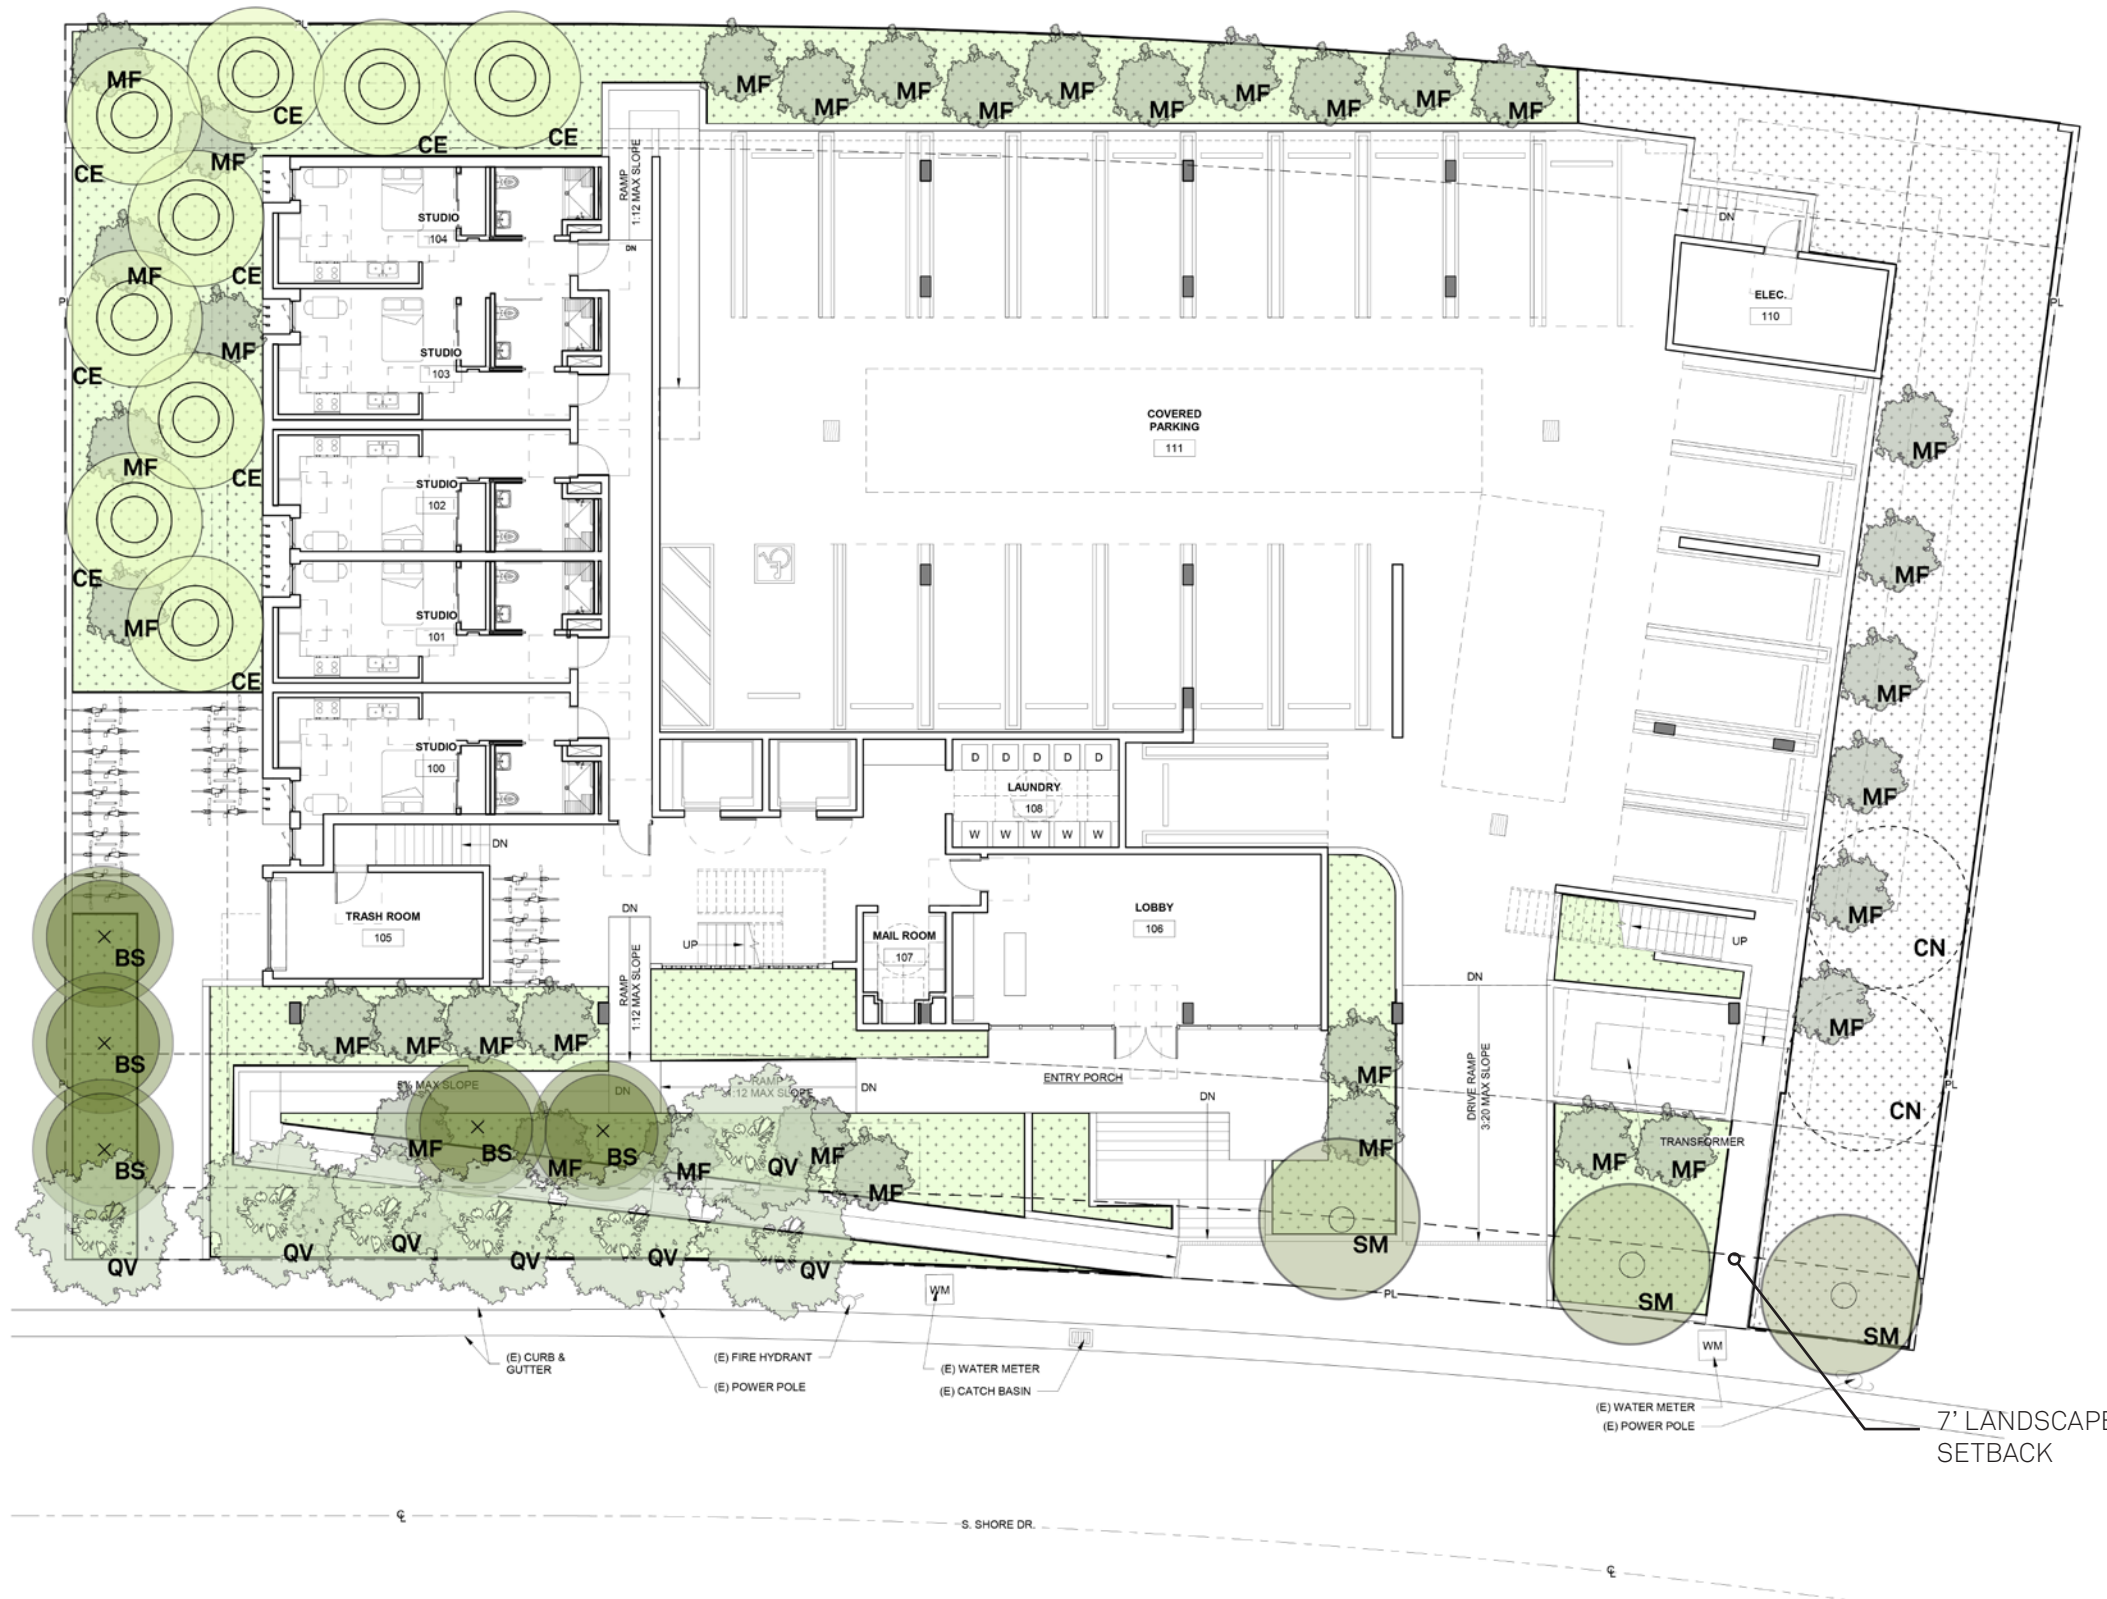 PL
MF
MF
MF
MF
MF
MF
MF
MF
MF
MF
MF
CE
CE
CE
MF
CE
RAMP
1:12 MAX SLOPE
DN
STUDIO
104
DN
CE
MF
PL
ELEC.
110
PL
MF
STUDIO
103
CE
COVERED
PARKING
111
MF
MF
CE
STUDIO
102
CE
MF
MF
STUDIO
101
CE
MF
STUDIO
100
D D D D D
LAUNDRY
108
W W W W W
MF
DN
TRASH ROOM
105
DN
UP
MAIL ROOM
107
LOBBY
106
MF
UP
CN
BS
RAMP
1:12 MAX SLOPE
DN
MF
MF
MF
MF
MF
BS
PL
5% MAX SLOPE
DN
RAMP
1:12 MAX SLOPE
DN
ENTRY PORCH
MF
DN
DRIVE RAMP
3:20 MAX SLOPE
PL
CN
TRANSFORMER
BS
MF
BS
MF
BS
MF
QV
MF
MF
MF
MF
MF
QV
QV
QV
QV
QV
QV
SM
SM
SM
PL
WM
WM
(E) CURB &
GUTTER
(E) FIRE HYDRANT
(E) POWER POLE
(E) WATER METER
(E) CATCH BASIN
(E) WATER METER
(E) POWER POLE
7' LANDSCAPE
SETBACK
S. SHORE DR.